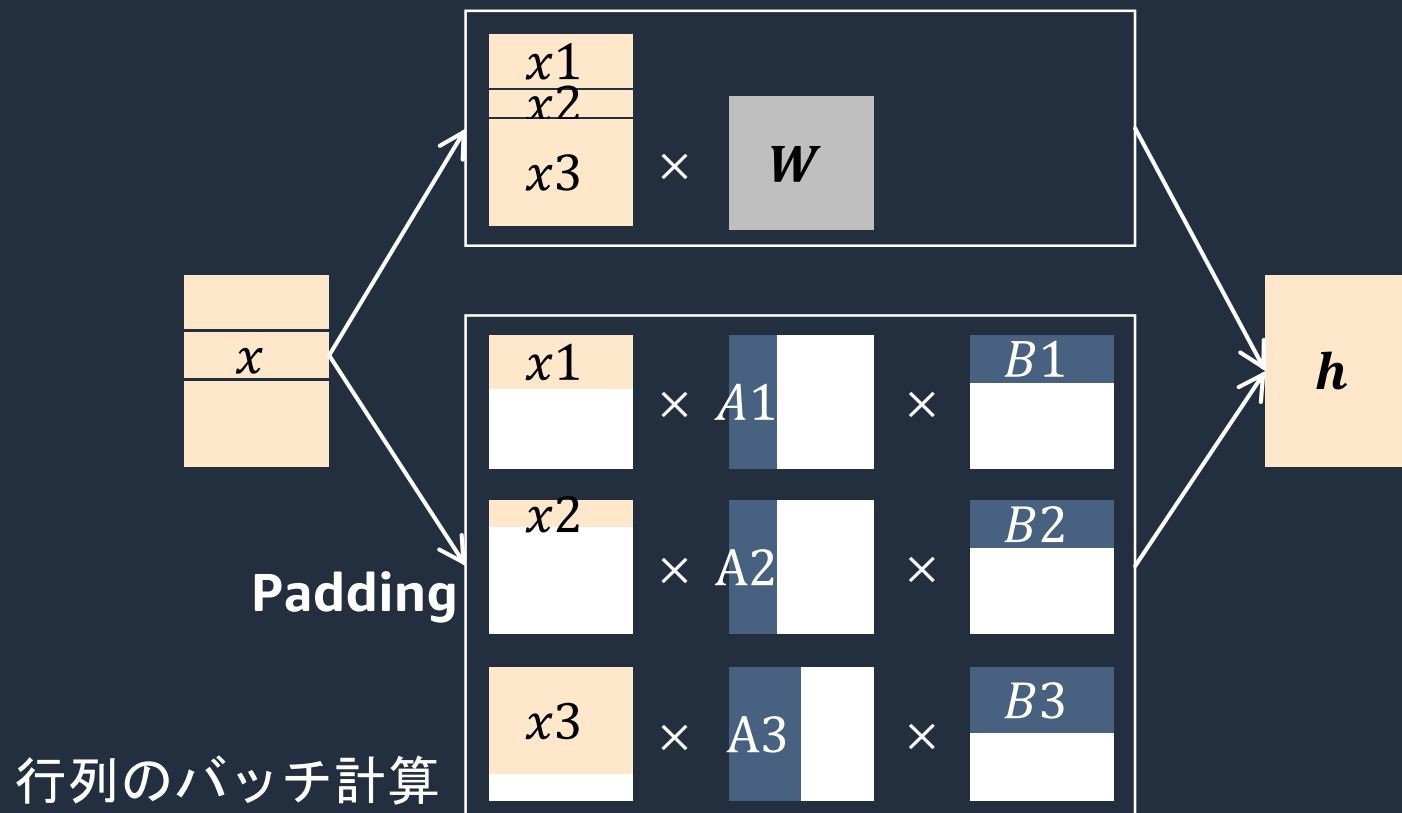 x1
x2
x3 × W
x
x1 × A1 × B1
x2 × A2 × B2
x3 × A3 × B3
h
Padding
行列のバッチ計算